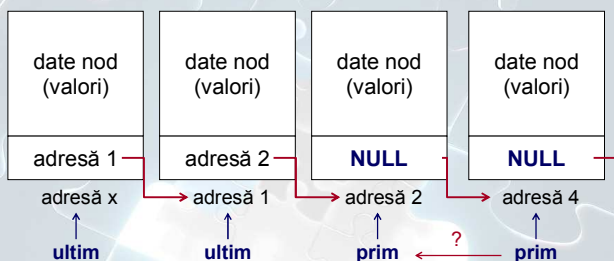 date nod
(valori)
date nod
(valori)
date nod
(valori)
date nod
(valori)
adresă 1
adresă 2
NULL
NULL
adresă x
adresă 1
adresă 2
adresă 4
?
ultim
ultim
prim
prim